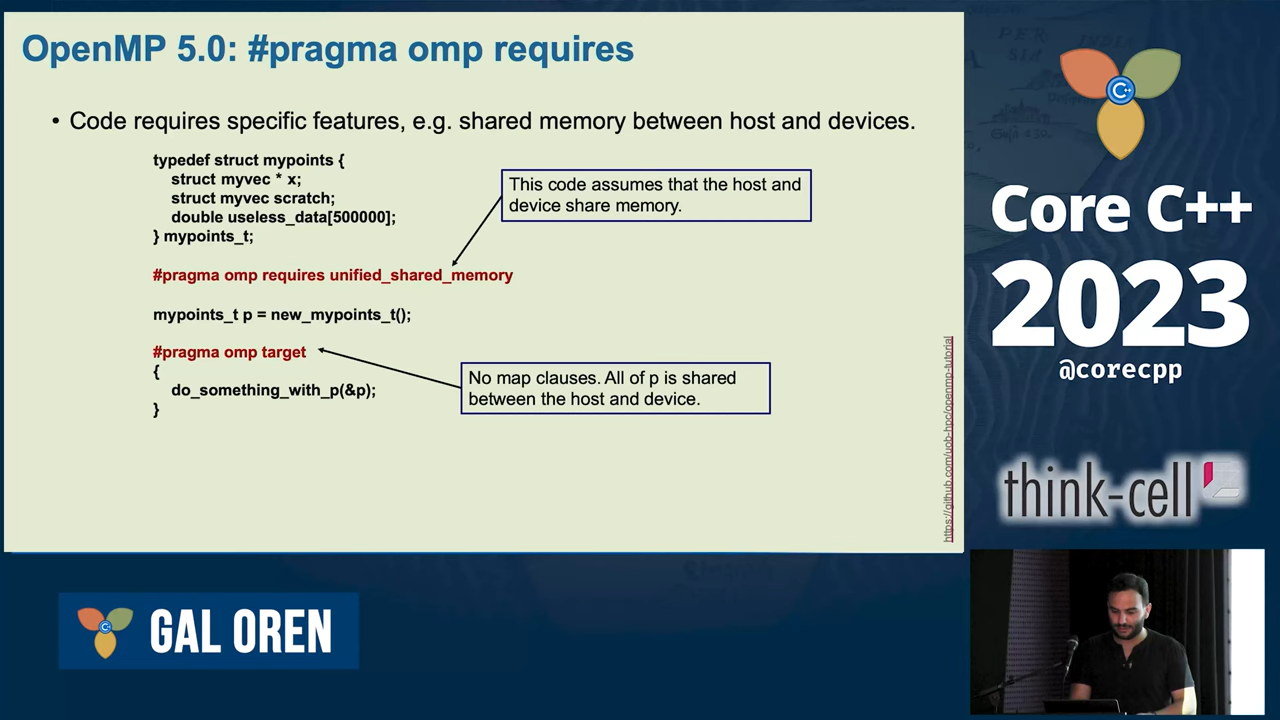 OpenMP 5.0: #pragma omp requires
• Code requires specific features, e.g. shared memory between host and devices.
typedef struct mypoints {
struct myvec * x;
struct myvec scratch;
double useless_data[500000];
} mypoints_t;
This code assumes that the host and
device share memory.
#pragma omp requires unified_shared_memory
mypoints_t p = new_mypoints_t();
#pragma omp target
{
do_something_with_p(&p);
}
No map clauses. All of p is shared
between the host and device.
https://github.com/uob-hpc/openmp-tutorial
C++
Core C++
2023
@corecpp
think-cell
GAL OREN